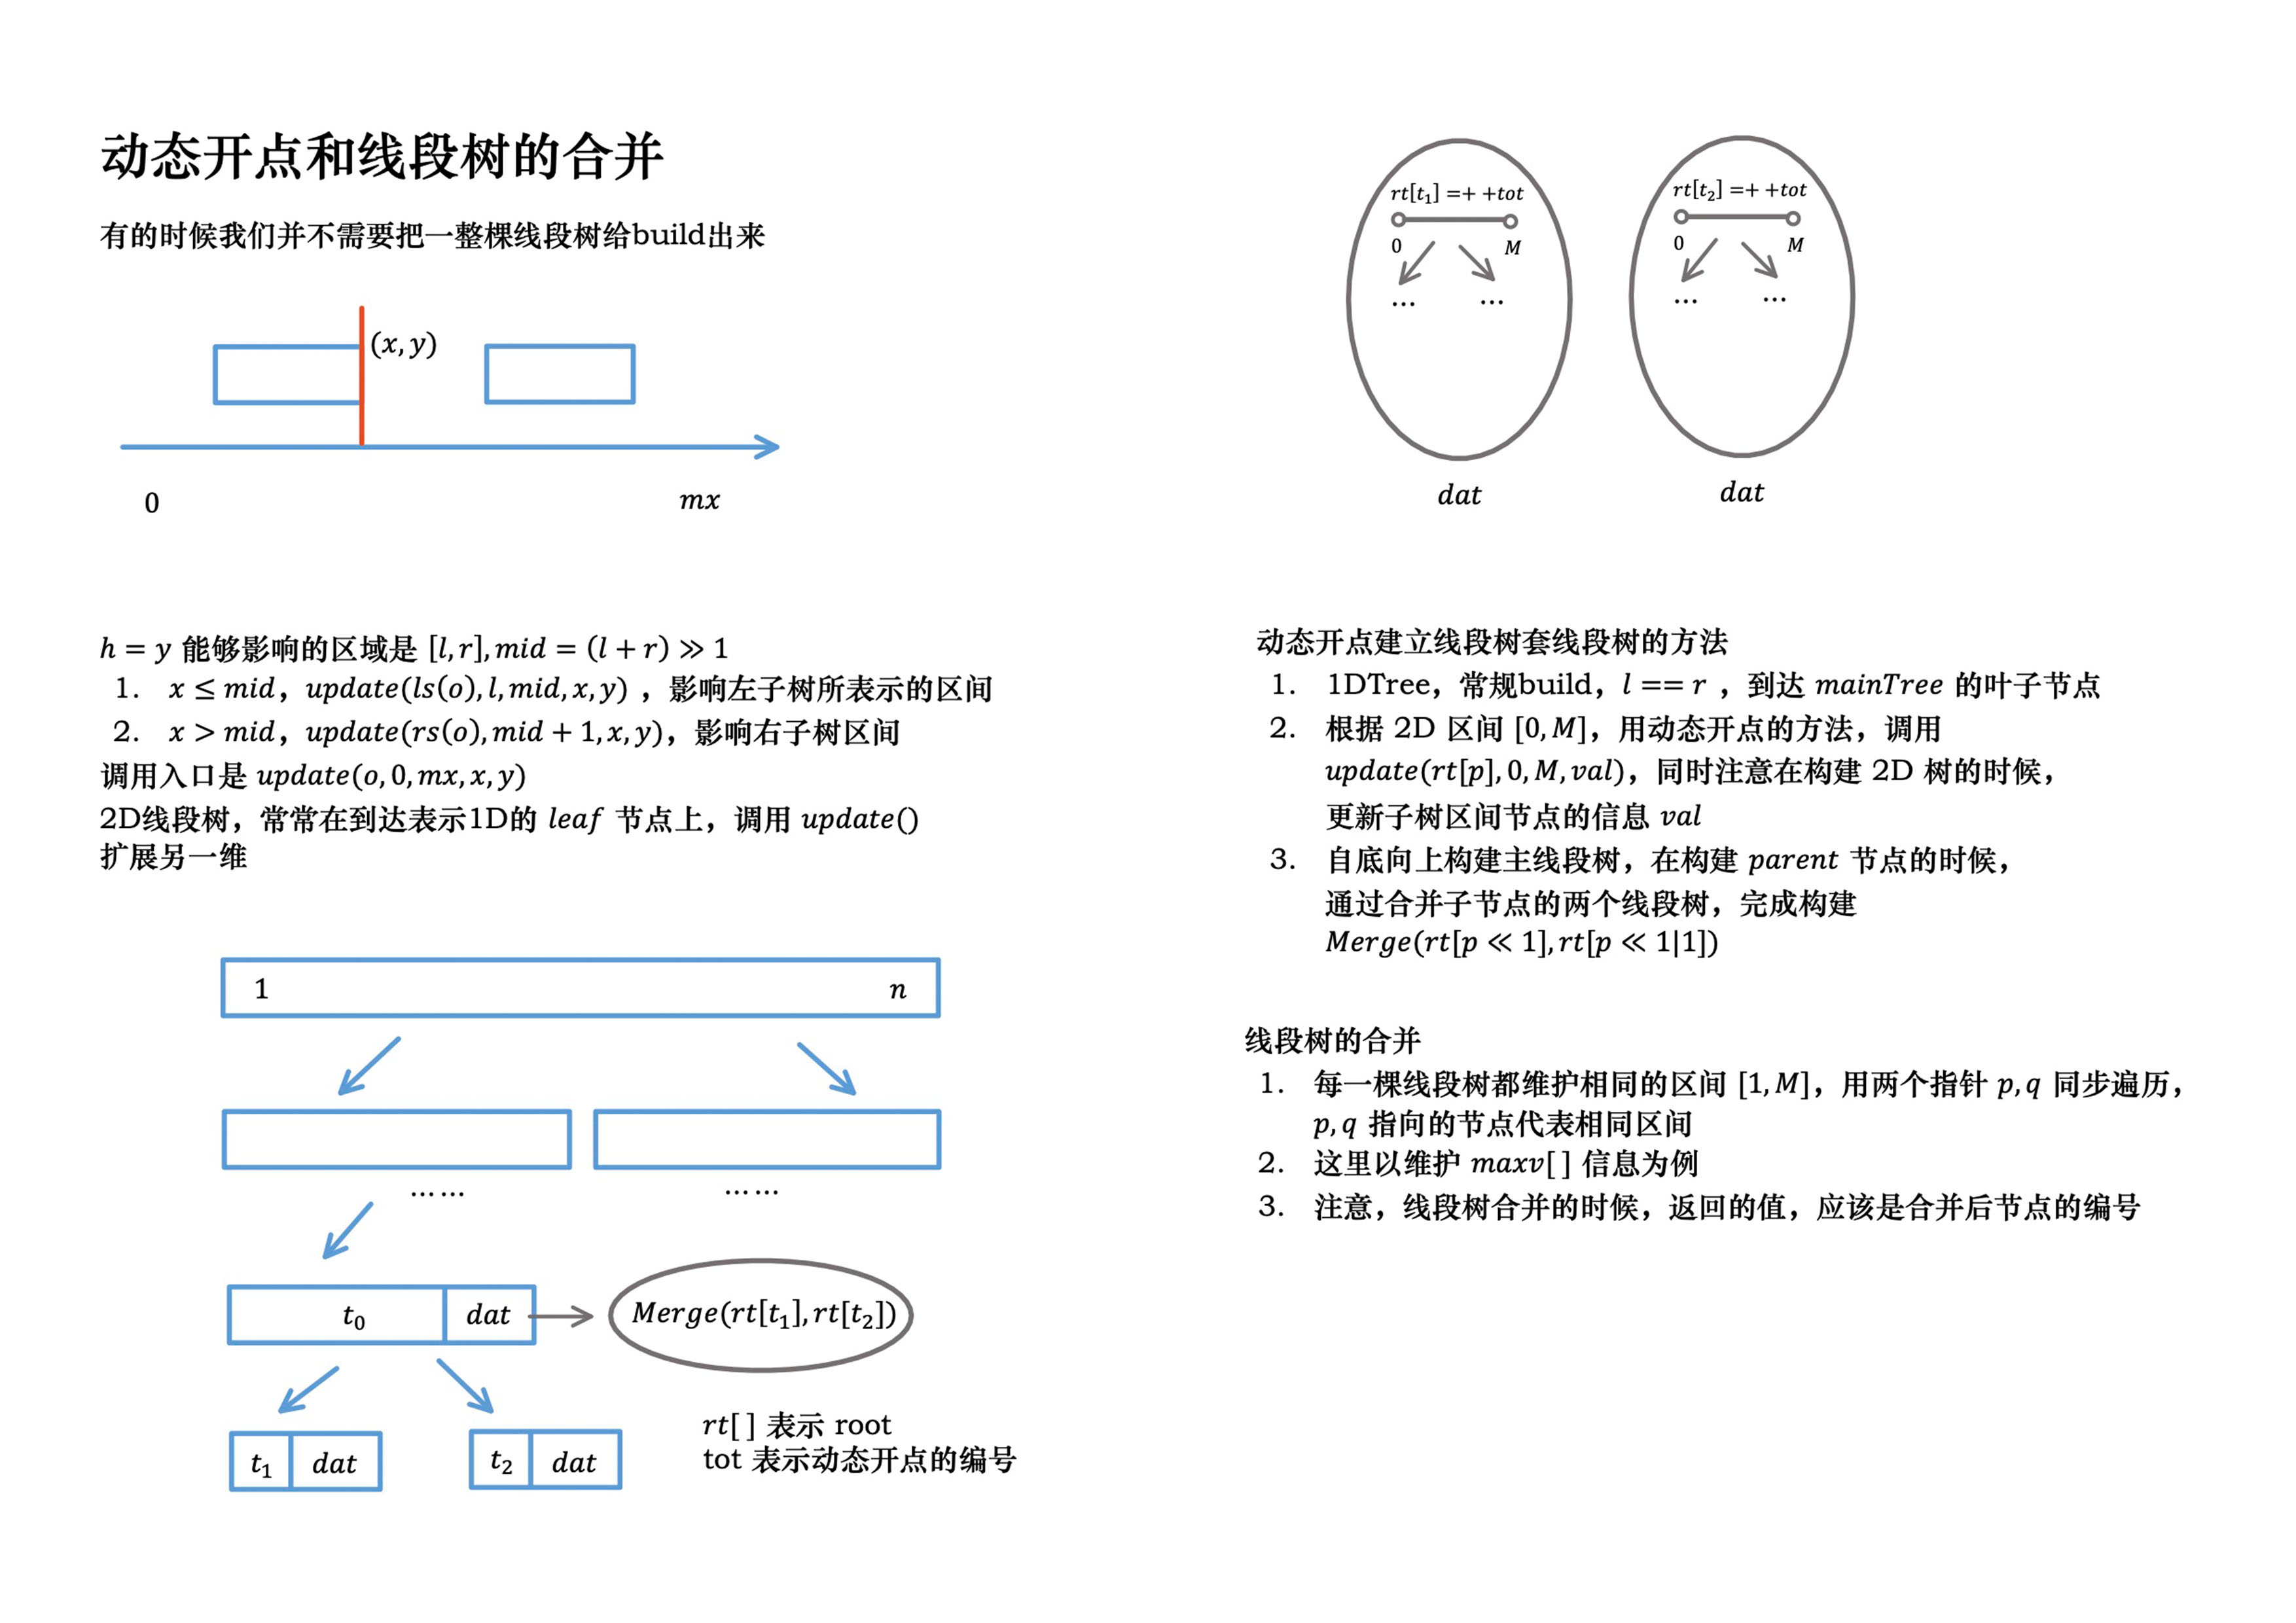 动态开点和线段树的合并
有的时候我们并不需要把一整棵线段树给build出来
(x, y)
0
mx
h = y 能够影响的区域是 [l, r], mid = (l + r) ≫ 1
1. x ≤ mid，update(ls(o), l, mid, x, y) ，影响左子树所表示的区间
2. x > mid，update(rs(o), mid + 1, x, y)，影响右子树区间
调用入口是 update(o, 0, mx, x, y)
2D线段树，常常在到达表示1D的 leaf 节点上，调用 update()
扩展另一维
1
n
……
……
t₀
dat
Merge(rt[t₁], rt[t₂])
t₁
dat
t₂
dat
rt[ ] 表示 root
tot 表示动态开点的编号
rt[t₁] =+ +tot
0
M
…
…
dat
rt[t₂] =+ +tot
0
M
…
…
dat
动态开点建立线段树套线段树的方法
1. 1DTree，常规build，l == r ，到达 mainTree 的叶子节点
2. 根据 2D 区间 [0, M]，用动态开点的方法，调用
update(rt[p], 0, M, val)，同时注意在构建 2D 树的时候，
更新子树区间节点的信息 val
3. 自底向上构建主线段树，在构建 parent 节点的时候，
通过合并子节点的两个线段树，完成构建
Merge(rt[p ≪ 1], rt[p ≪ 1|1])
线段树的合并
1. 每一棵线段树都维护相同的区间 [1, M]，用两个指针 p, q 同步遍历，
p, q 指向的节点代表相同区间
2. 这里以维护 maxv[ ] 信息为例
3. 注意，线段树合并的时候，返回的值，应该是合并后节点的编号